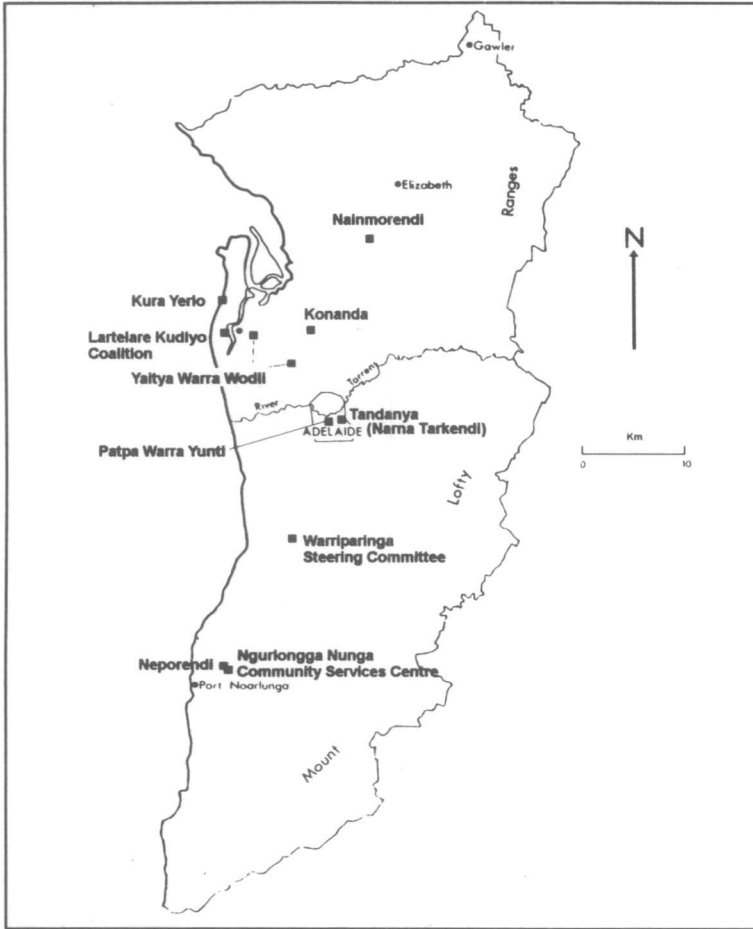 Gawler
Elizabeth
Ranges
Nainmorendi
N
Kura Yerlo
Konanda
Lartelare Kudlyo
Coalition
Yaitya Warra Wodli
River
Torrens
Tandanya
ADELAIDE (Narna Tarkendi)
Patpa Warra Yunti
Km
0 10
Lofty
Warriparinga
Steering Committee
Neporendi
Ngurlongga Nunga
Community Services Centre
Port Noarlunga
Mount